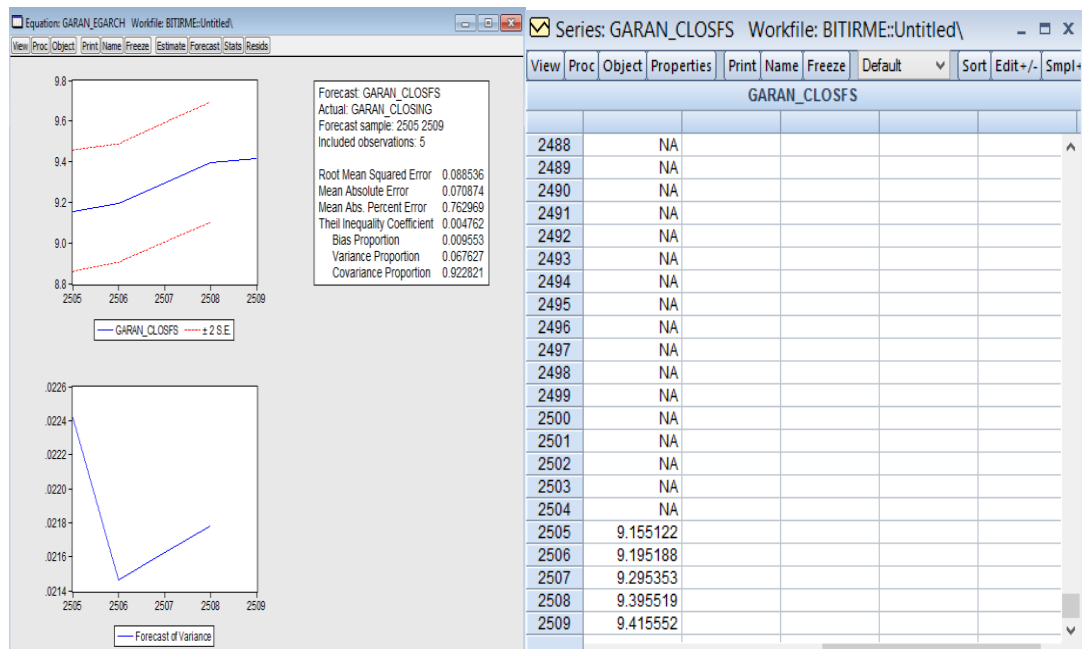 Equation: GARAN_EGARCH Workfile: BITIRME::Untitled\
View Proc Object Print Name Freeze Estimate Forecast Stats Resids
9.8
9.6
9.4
9.2
9.0
8.8
2505 2506 2507 2508 2509
GARAN_CLOSFS ± 2 S.E.
Forecast: GARAN_CLOSFS
Actual: GARAN_CLOSING
Forecast sample: 2505 2509
Included observations: 5
Root Mean Squared Error 0.088536
Mean Absolute Error 0.070874
Mean Abs. Percent Error 0.762969
Theil Inequality Coefficient 0.004762
Bias Proportion 0.009553
Variance Proportion 0.067627
Covariance Proportion 0.922821
.0226
.0224
.0222
.0220
.0218
.0216
.0214
2505 2506 2507 2508 2509
Forecast of Variance
Series: GARAN_CLOSFS Workfile: BITIRME::Untitled\
View Proc Object Properties Print Name Freeze Default Sort Edit+/- Smpl+
GARAN_CLOSFS
2488 NA
2489 NA
2490 NA
2491 NA
2492 NA
2493 NA
2494 NA
2495 NA
2496 NA
2497 NA
2498 NA
2499 NA
2500 NA
2501 NA
2502 NA
2503 NA
2504 NA
2505 9.155122
2506 9.195188
2507 9.295353
2508 9.395519
2509 9.415552